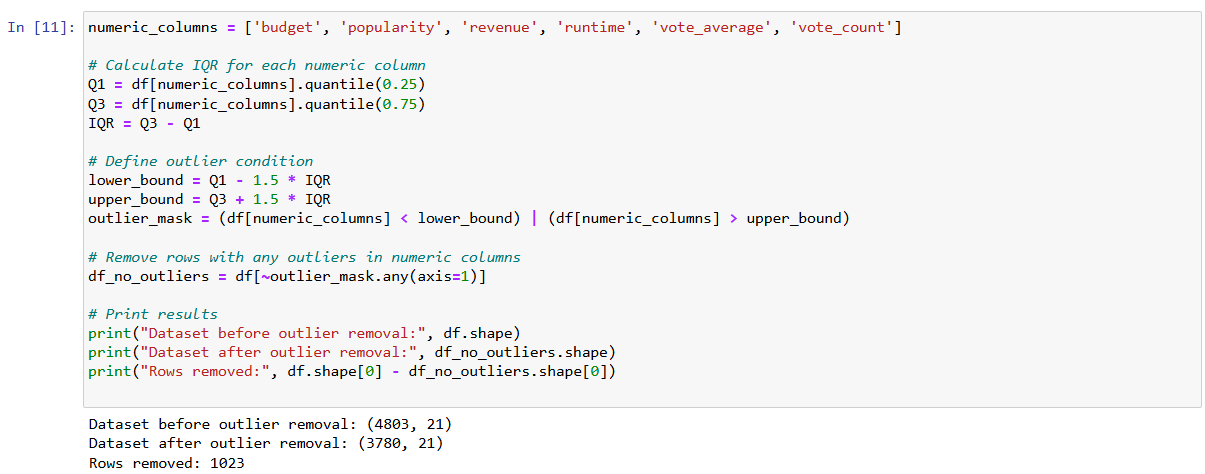 In [11]: numeric_columns = ['budget', 'popularity', 'revenue', 'runtime', 'vote_average', 'vote_count']
# Calculate IQR for each numeric column
Q1 = df[numeric_columns].quantile(0.25)
Q3 = df[numeric_columns].quantile(0.75)
IQR = Q3 - Q1
# Define outlier condition
lower_bound = Q1 - 1.5 * IQR
upper_bound = Q3 + 1.5 * IQR
outlier_mask = (df[numeric_columns] < lower_bound) | (df[numeric_columns] > upper_bound)
# Remove rows with any outliers in numeric columns
df_no_outliers = df[~outlier_mask.any(axis=1)]
# Print results
print("Dataset before outlier removal:", df.shape)
print("Dataset after outlier removal:", df_no_outliers.shape)
print("Rows removed:", df.shape[0] - df_no_outliers.shape[0])
Dataset before outlier removal: (4803, 21)
Dataset after outlier removal: (3780, 21)
Rows removed: 1023